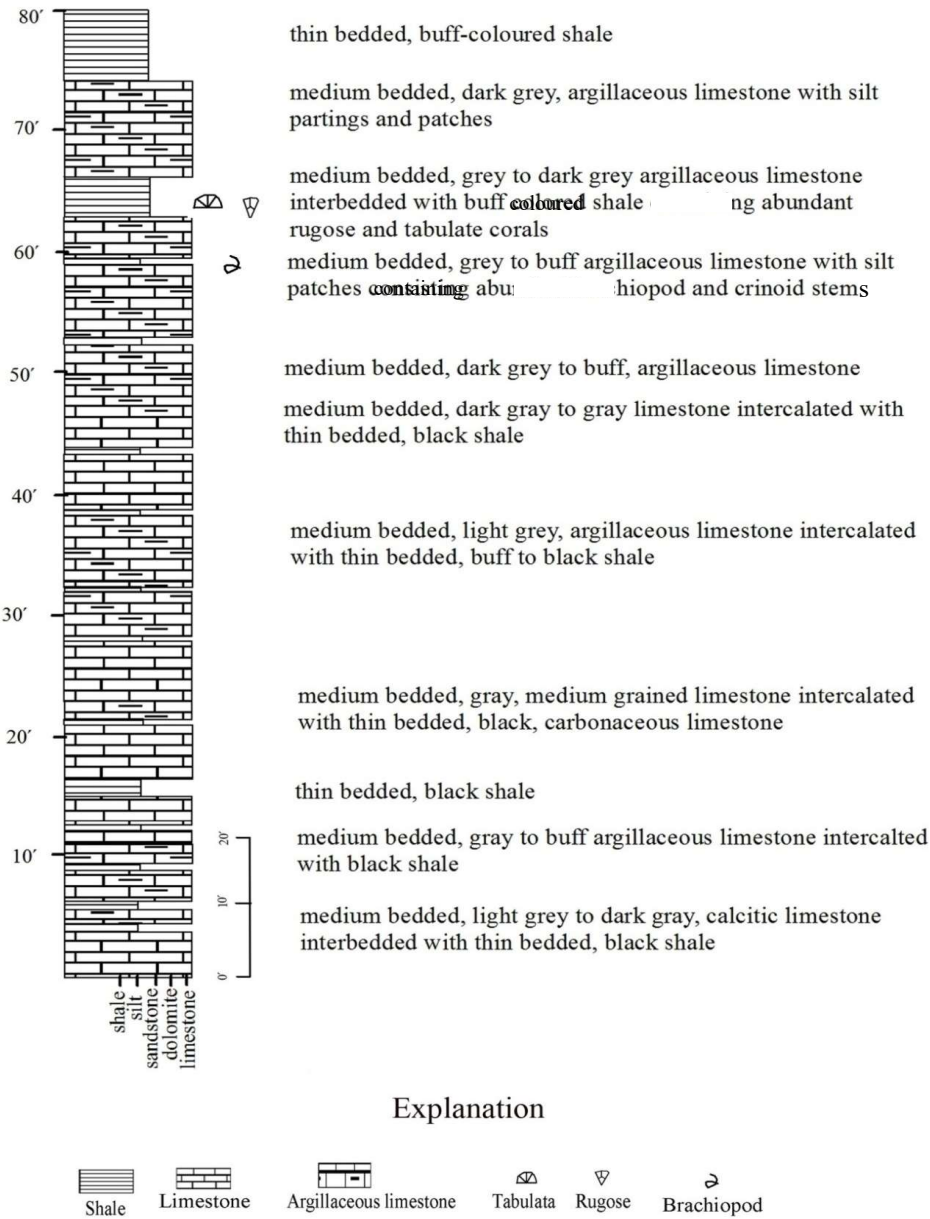 80′
thin bedded, buff-coloured shale
medium bedded, dark grey, argillaceous limestone with silt
partings and patches
70′
medium bedded, grey to dark grey argillaceous limestone
interbedded with buff coloured shale ng abundant
rugose and tabulate corals
60′
medium bedded, grey to buff argillaceous limestone with silt
patches abu hiopod and crinoid stems
50′
medium bedded, dark grey to buff, argillaceous limestone
medium bedded, dark gray to gray limestone intercalated with
thin bedded, black shale
40′
medium bedded, light grey, argillaceous limestone intercalated
with thin bedded, buff to black shale
30′
medium bedded, gray, medium grained limestone intercalated
with thin bedded, black, carbonaceous limestone
20′
thin bedded, black shale
medium bedded, gray to buff argillaceous limestone intercalted
with black shale
10′
medium bedded, light grey to dark gray, calcitic limestone
interbedded with thin bedded, black shale
20′
10′
0′
shale
silt
sandstone
dolomite
limestone
Explanation
Shale
Limestone
Argillaceous limestone
Tabulata
Rugose
Brachiopod